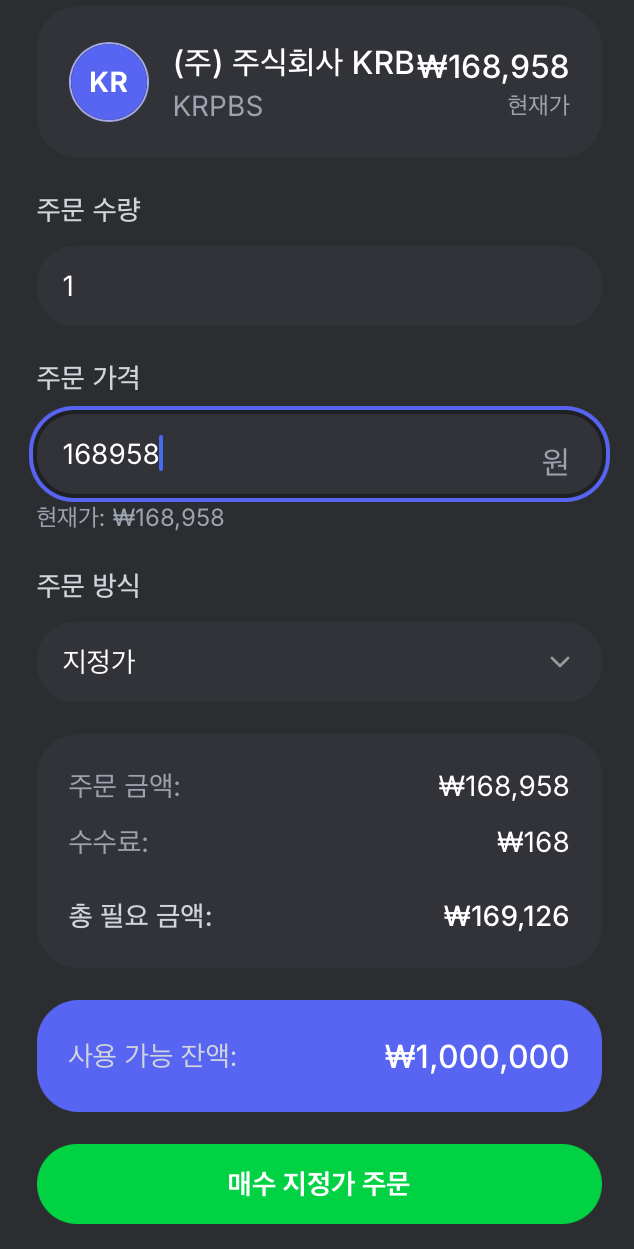 KR
(주) 주식회사 KRB₩168,958
KRPBS 현재가
주문 수량
1
주문 가격
168958 원
현재가: ₩168,958
주문 방식
지정가
주문 금액: ₩168,958
수수료: ₩168
총 필요 금액: ₩169,126
사용 가능 잔액: ₩1,000,000
매수 지정가 주문